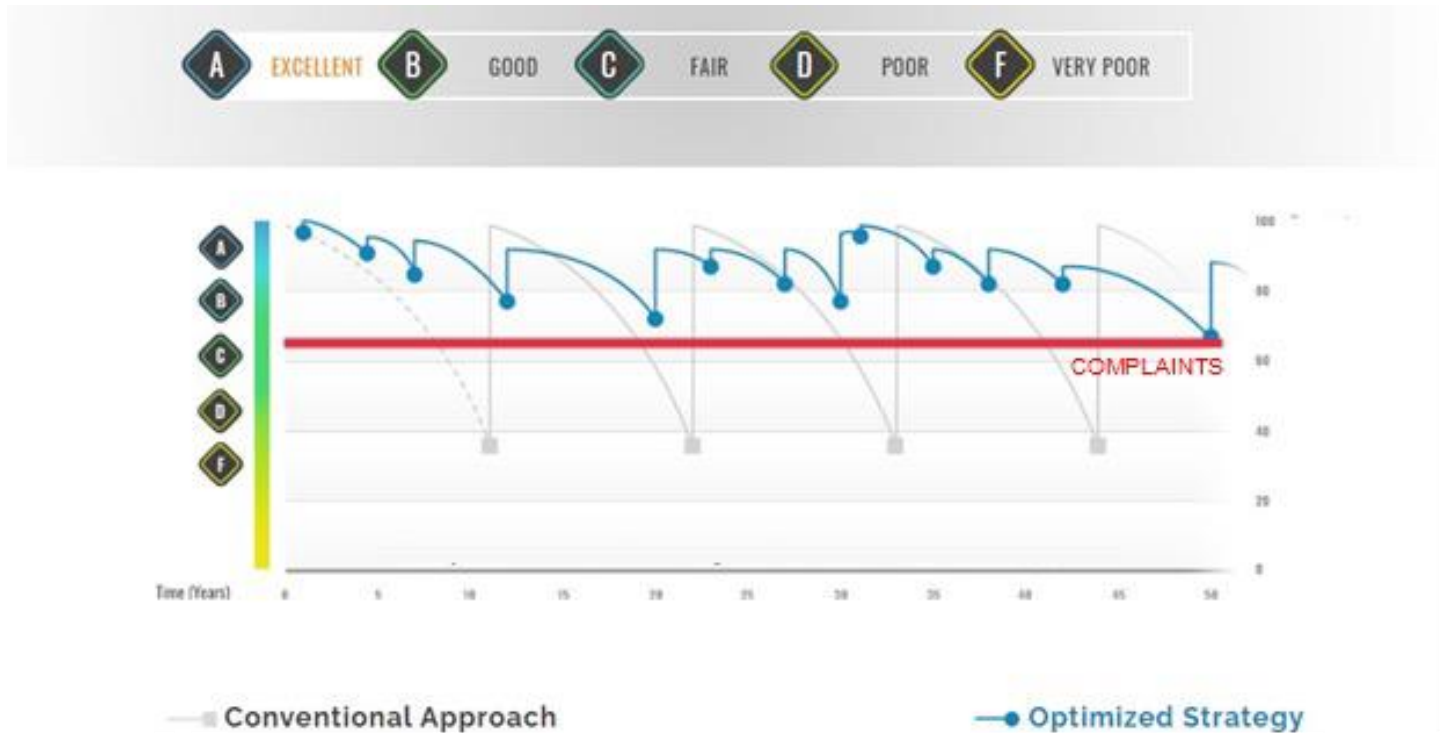 A EXCELLENT B GOOD C FAIR D POOR F VERY POOR
A
B
C
D
F
100
80
60
COMPLAINTS
40
20
0
Time (Years) 0 5 10 15 20 25 30 35 40 45 50
Conventional Approach
Optimized Strategy